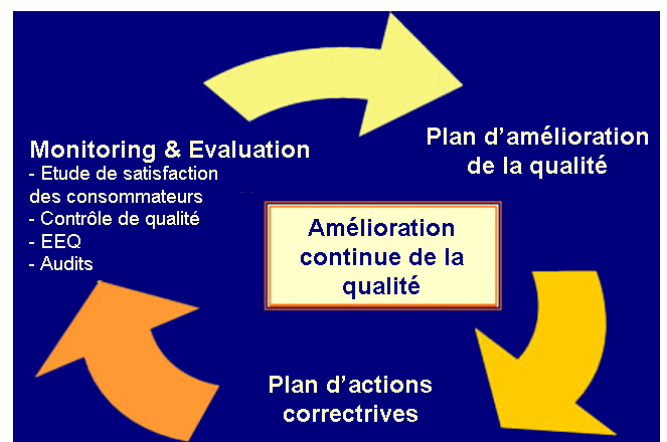 Monitoring & Evaluation
- Etude de satisfaction
des consommateurs
- Contrôle de qualité
- EEQ
- Audits
Plan d’amélioration
de la qualité
Amélioration
continue de la
qualité
Plan d’actions
correctrives